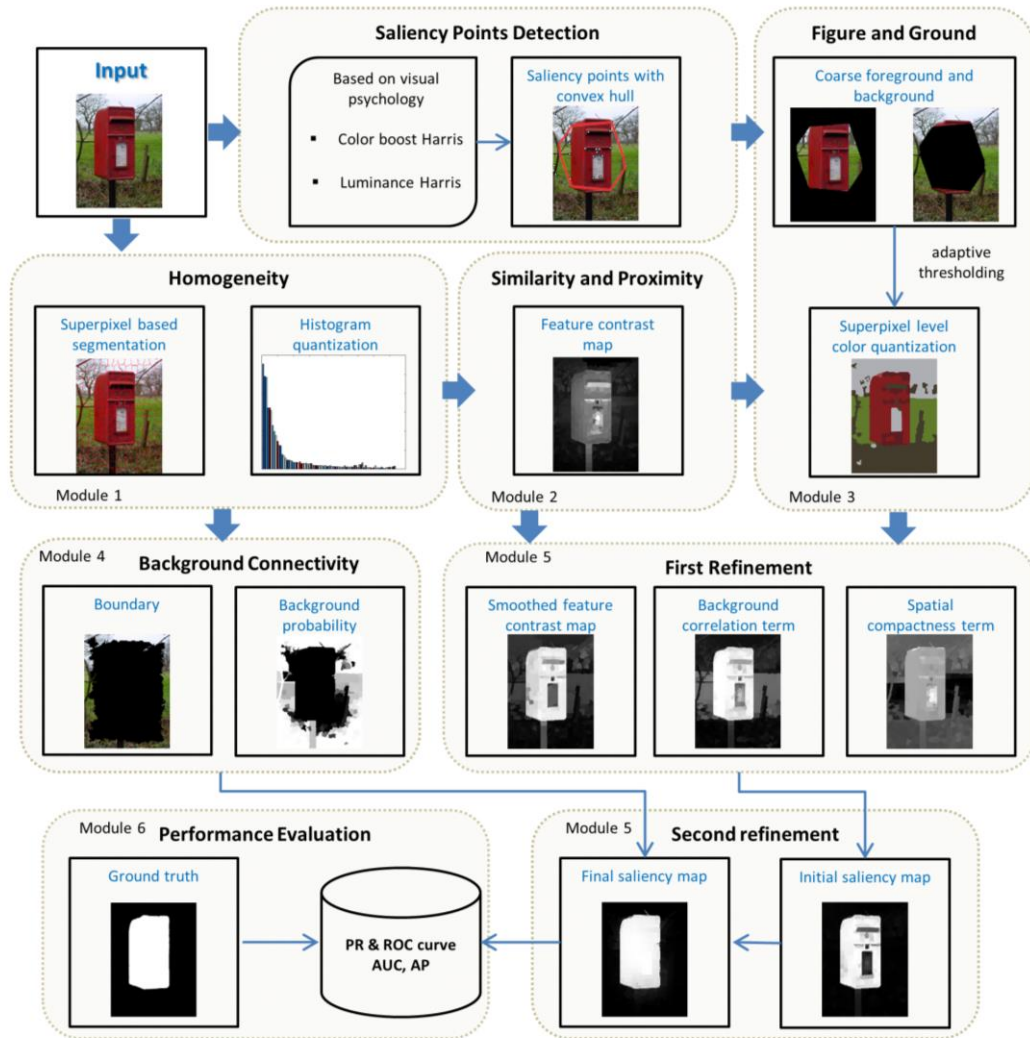 Input
Saliency Points Detection
Based on visual
psychology
▪ Color boost Harris
▪ Luminance Harris
Saliency points with
convex hull
Figure and Ground
Coarse foreground and
background
adaptive
thresholding
Superpixel level
color quantization
Module 3
Homogeneity
Superpixel based
segmentation
Histogram
quantization
Module 1
Similarity and Proximity
Feature contrast
map
Module 2
Module 4
Background Connectivity
Boundary
Background
probability
Module 5
First Refinement
Smoothed feature
contrast map
Background
correlation term
Spatial
compactness term
Module 6
Performance Evaluation
Ground truth
PR & ROC curve
AUC, AP
Module 5
Second refinement
Final saliency map
Initial saliency map